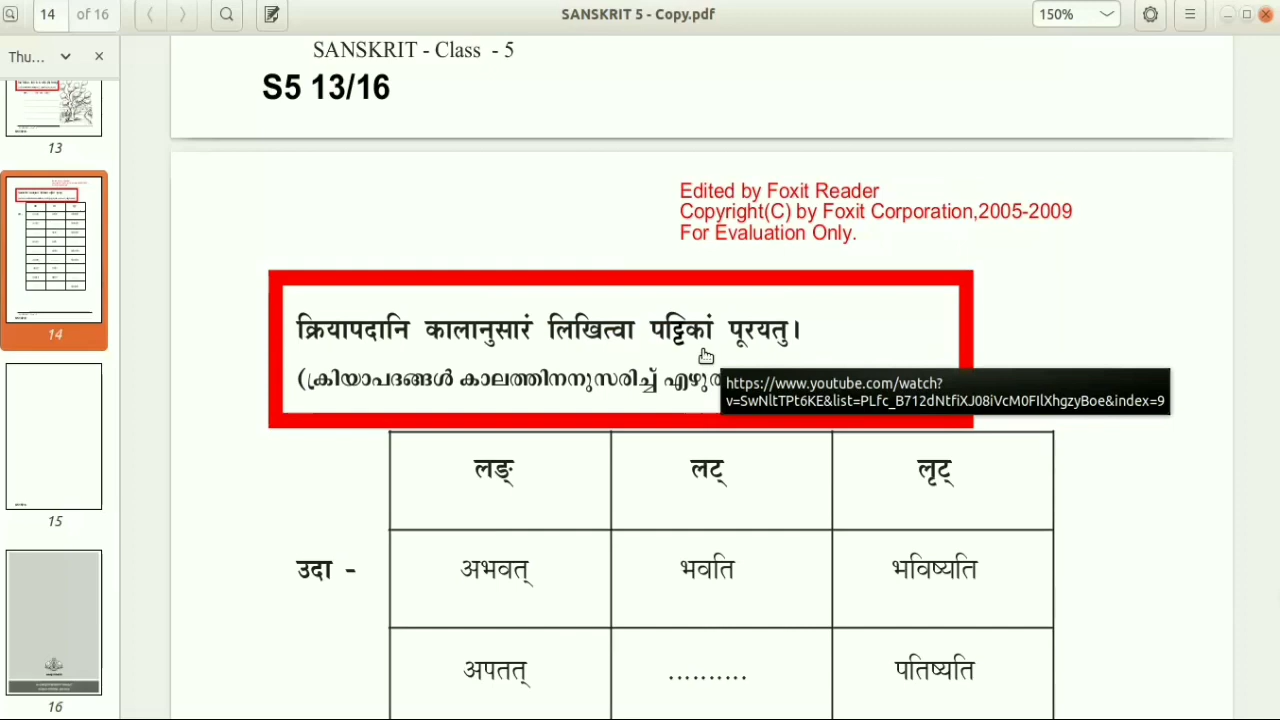 14 of 16
SANSKRIT 5 - Copy.pdf
150%
Thu...
SANSKRIT - Class - 5
S5 13/16
13
14
15
16
Edited by Foxit Reader
Copyright(C) by Foxit Corporation,2005-2009
For Evaluation Only.
क्रियापदानि कालानुसारं लिखित्वा पट्टिकां पूरयतु।
(ക്രിയാപദങ്ങൾ കാലത്തിനനുസരിച്ച്
https://www.youtube.com/watch?
v=SwNltTPt6KE&list=PLfc_B712dNtfiXJ08iVcM0FIlXhgzyBoe&index=9
लङ् लट् लृट्
उदा - अभवत् भवति भविष्यति
अपतत् .......... पतिष्यति